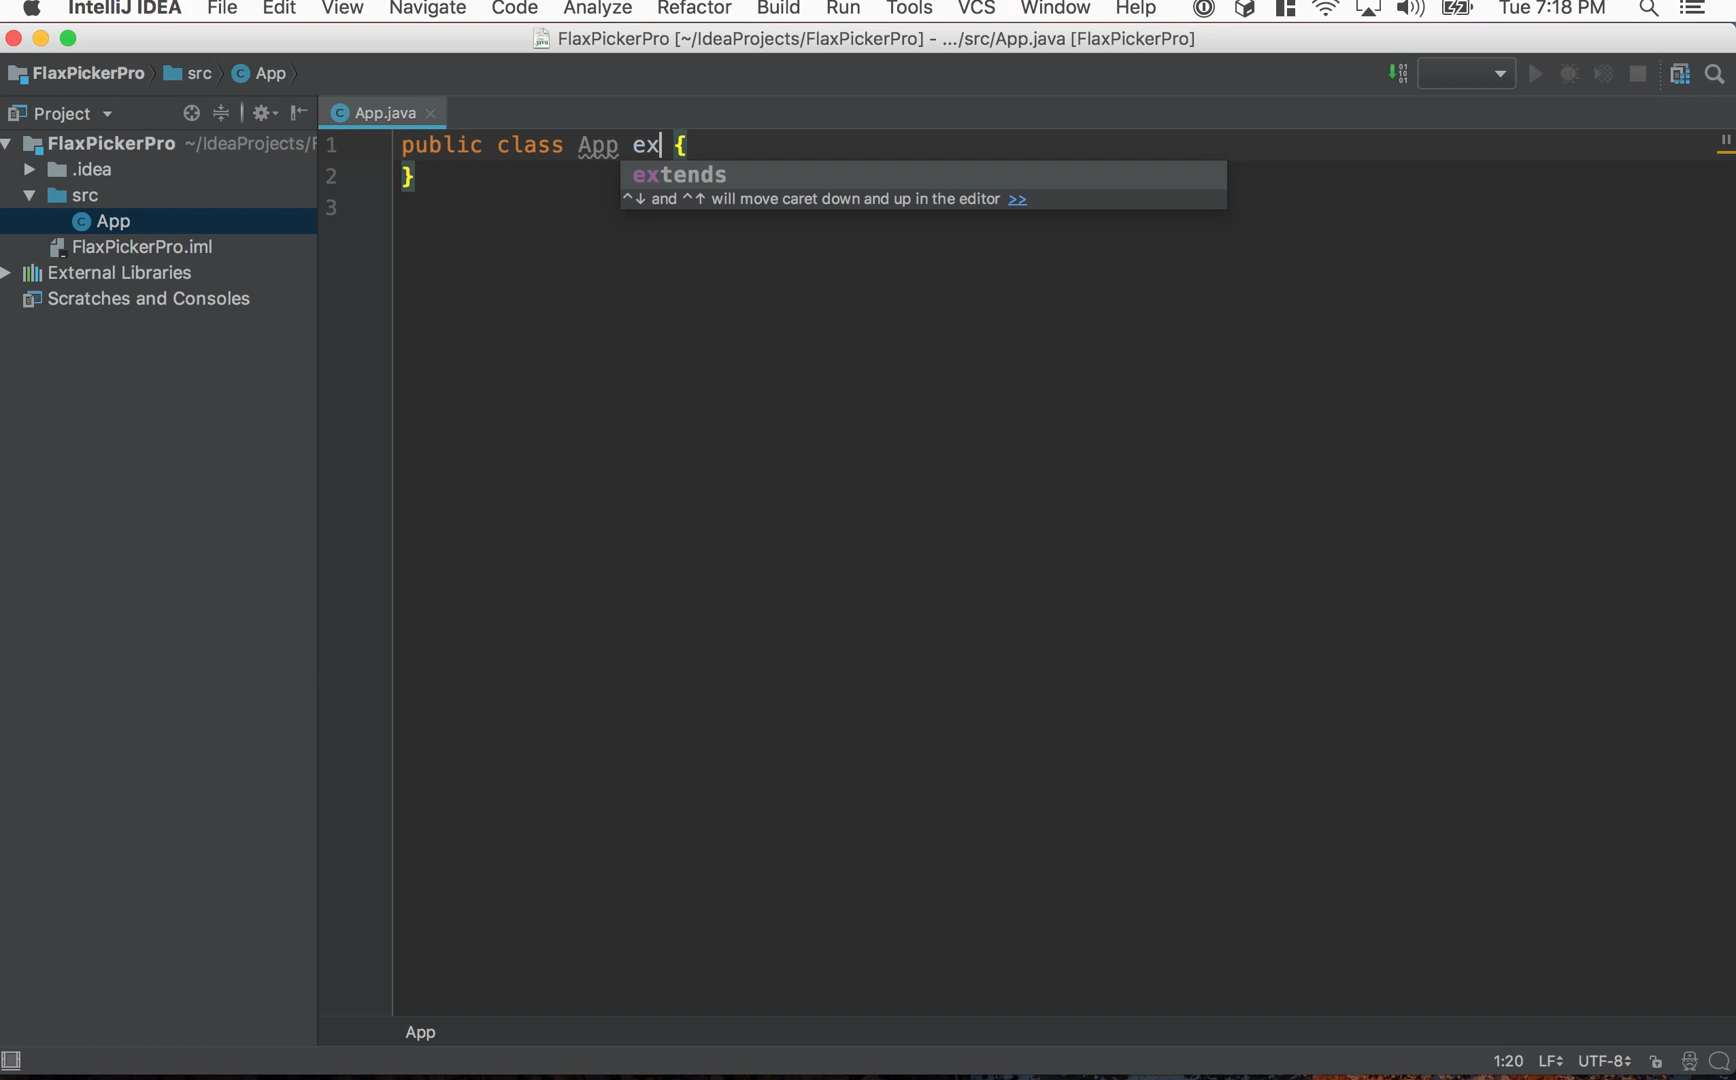 IntelliJ IDEA File Edit View Navigate Code Analyze Refactor Build Run Tools VCS Window Help Tue 7:18 PM
FlaxPickerPro [~/IdeaProjects/FlaxPickerPro] - .../src/App.java [FlaxPickerPro]
FlaxPickerPro src App
Project
App.java
FlaxPickerPro ~/IdeaProjects/F
.idea
src
App
FlaxPickerPro.iml
External Libraries
Scratches and Consoles
1 public class App ex {
2 }
3
extends
^↓ and ^↑ will move caret down and up in the editor >>
App
1:20 LF UTF-8